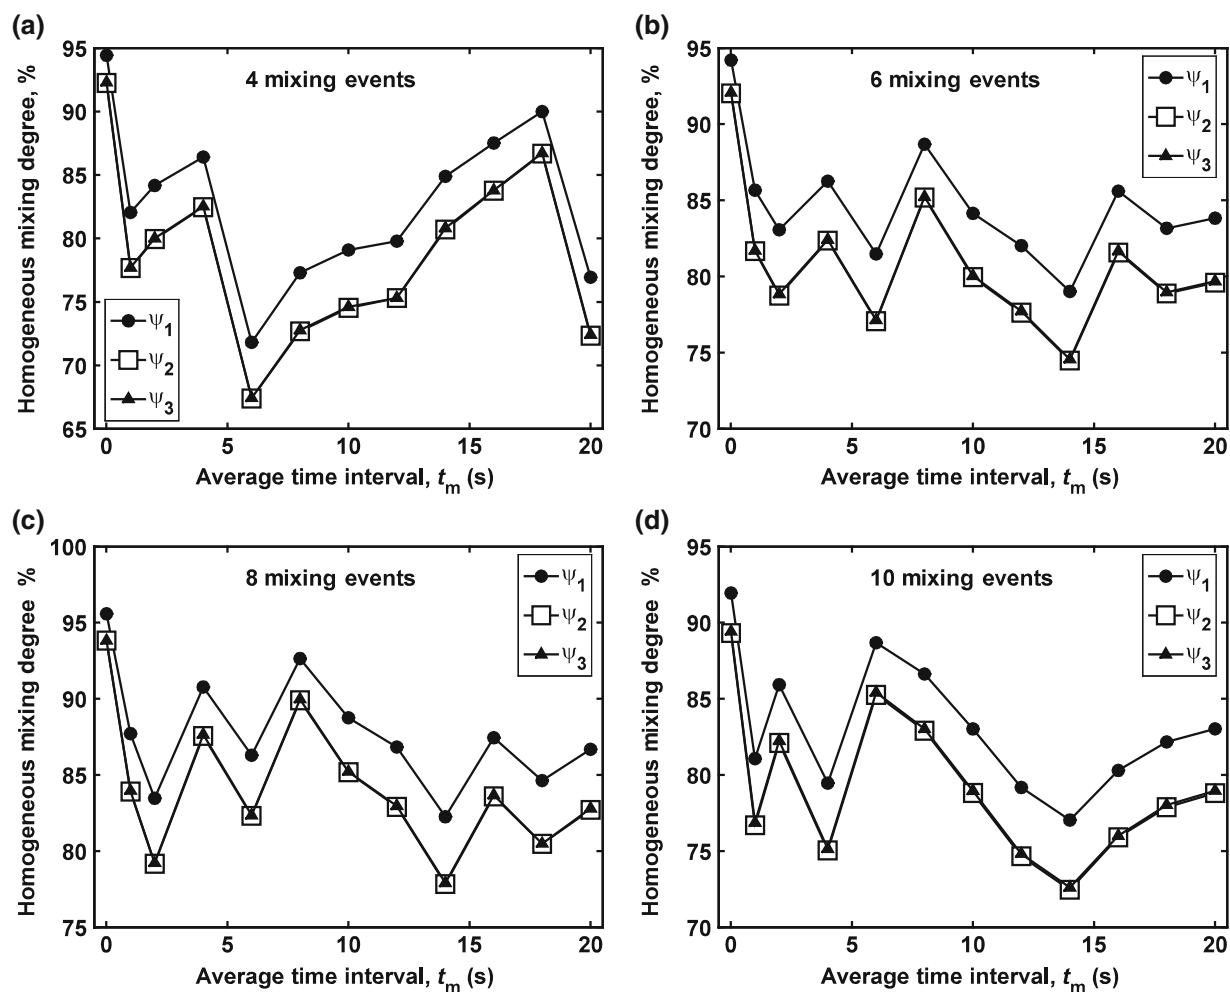 (a)
Homogeneous mixing degree, %
95
90
85
80
75
70
65
4 mixing events
ψ1
ψ2
ψ3
0 5 10 15 20
Average time interval, tm (s)
(b)
Homogeneous mixing degree, %
95
90
85
80
75
70
6 mixing events
ψ1
ψ2
ψ3
0 5 10 15 20
Average time interval, tm (s)
(c)
Homogeneous mixing degree %
100
95
90
85
80
75
8 mixing events
ψ1
ψ2
ψ3
0 5 10 15 20
Average time interval, tm (s)
(d)
Homogeneous mixing degree %
95
90
85
80
75
70
10 mixing events
ψ1
ψ2
ψ3
0 5 10 15 20
Average time interval, tm (s)